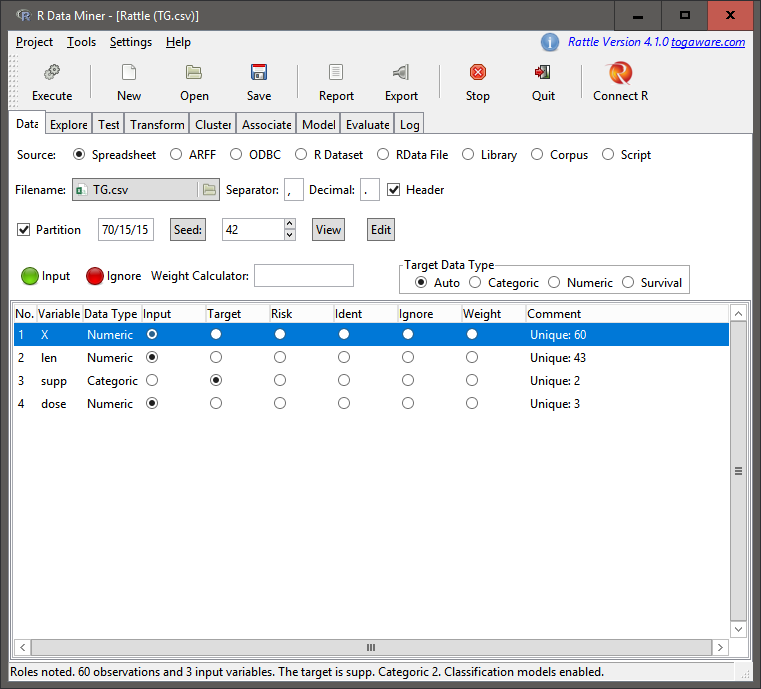 R Data Miner - [Rattle (TG.csv)]
Project Tools Settings Help Rattle Version 4.1.0 togaware.com
Execute New Open Save Report Export Stop Quit Connect R
Data Explore Test Transform Cluster Associate Model Evaluate Log
Source: Spreadsheet ARFF ODBC R Dataset RData File Library Corpus Script
Filename: TG.csv Separator: , Decimal: . Header
Partition 70/15/15 Seed: 42 View Edit
Target Data Type
Input Ignore Weight Calculator: Auto Categoric Numeric Survival
No. Variable Data Type Input Target Risk Ident Ignore Weight Comment
1 X Numeric Unique: 60
2 len Numeric Unique: 43
3 supp Categoric Unique: 2
4 dose Numeric Unique: 3
Roles noted. 60 observations and 3 input variables. The target is supp. Categoric 2. Classification models enabled.